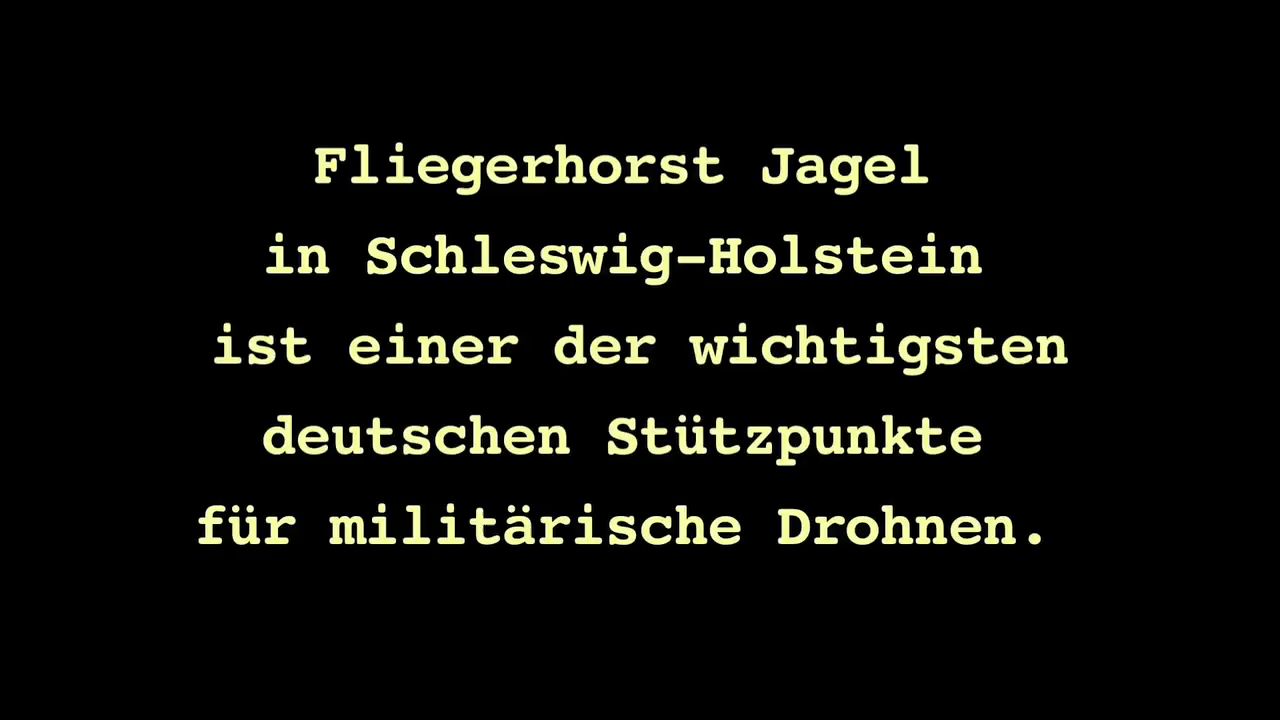 Fliegerhorst Jagel
in Schleswig-Holstein
ist einer der wichtigsten
deutschen Stützpunkte
für militärische Drohnen.